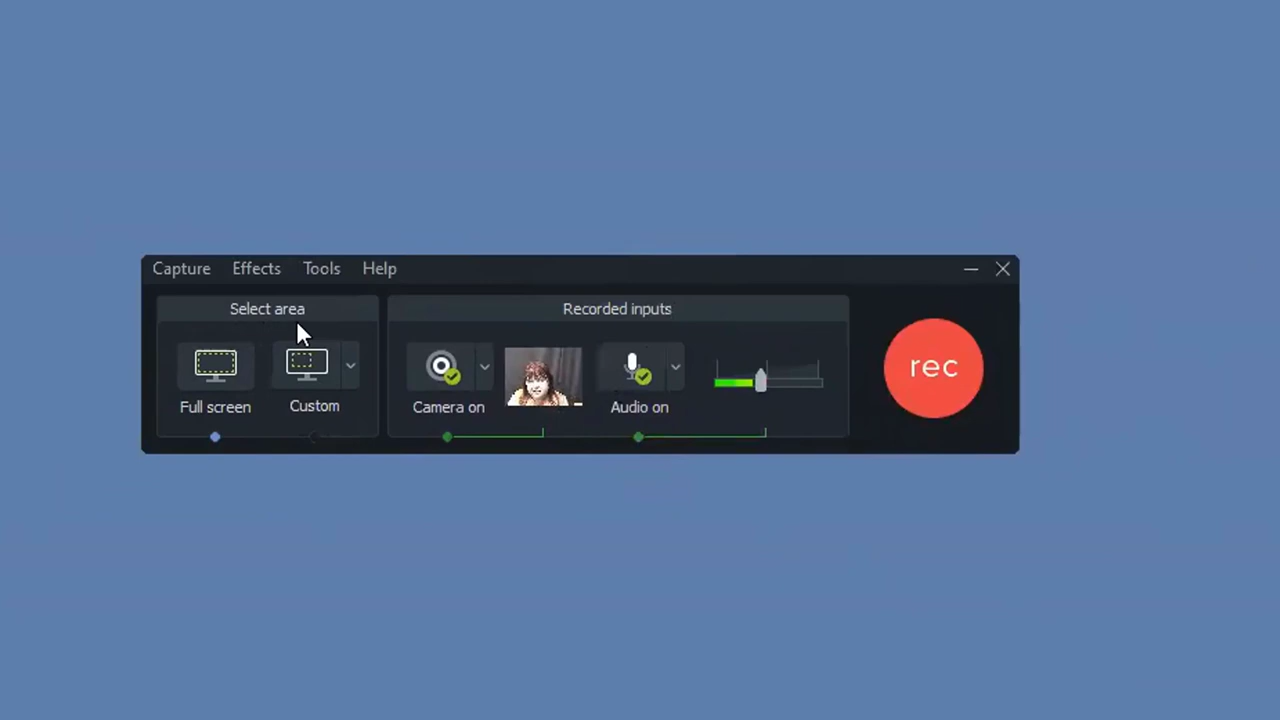 Capture Effects Tools Help
Select area
Recorded inputs
Full screen
Custom
Camera on
Audio on
rec